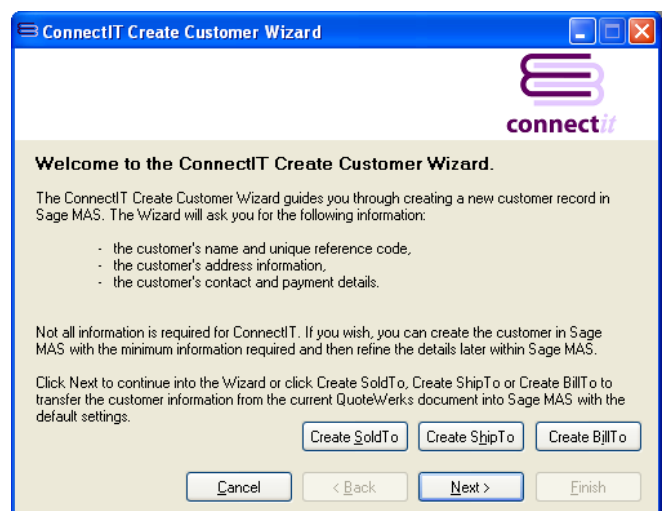 ConnectIT Create Customer Wizard
connectit
Welcome to the ConnectIT Create Customer Wizard.
The ConnectIT Create Customer Wizard guides you through creating a new customer record in
Sage MAS. The Wizard will ask you for the following information:
- the customer's name and unique reference code,
- the customer's address information,
- the customer's contact and payment details.
Not all information is required for ConnectIT. If you wish, you can create the customer in Sage
MAS with the minimum information required and then refine the details later within Sage MAS.
Click Next to continue into the Wizard or click Create SoldTo, Create ShipTo or Create BillTo to
transfer the customer information from the current QuoteWerks document into Sage MAS with the
default settings.
Create SoldTo Create ShipTo Create BillTo
Cancel < Back Next > Finish